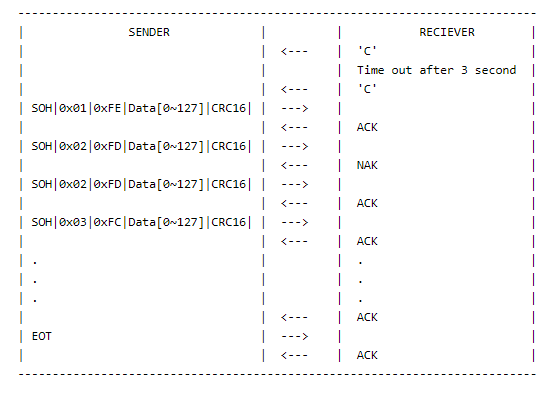 -------------------------------------------------------------------------
| SENDER | | RECIEVER |
| | <--- | 'C' |
| | | Time out after 3 second |
| | <--- | 'C' |
| SOH|0x01|0xFE|Data[0~127]|CRC16| | ---> | |
| | <--- | ACK |
| SOH|0x02|0xFD|Data[0~127]|CRC16| | ---> | |
| | <--- | NAK |
| SOH|0x02|0xFD|Data[0~127]|CRC16| | ---> | |
| | <--- | ACK |
| SOH|0x03|0xFC|Data[0~127]|CRC16| | ---> | |
| | <--- | ACK |
| . | | . |
| . | | . |
| . | | . |
| | <--- | ACK |
| EOT | ---> | |
| | <--- | ACK |
-------------------------------------------------------------------------